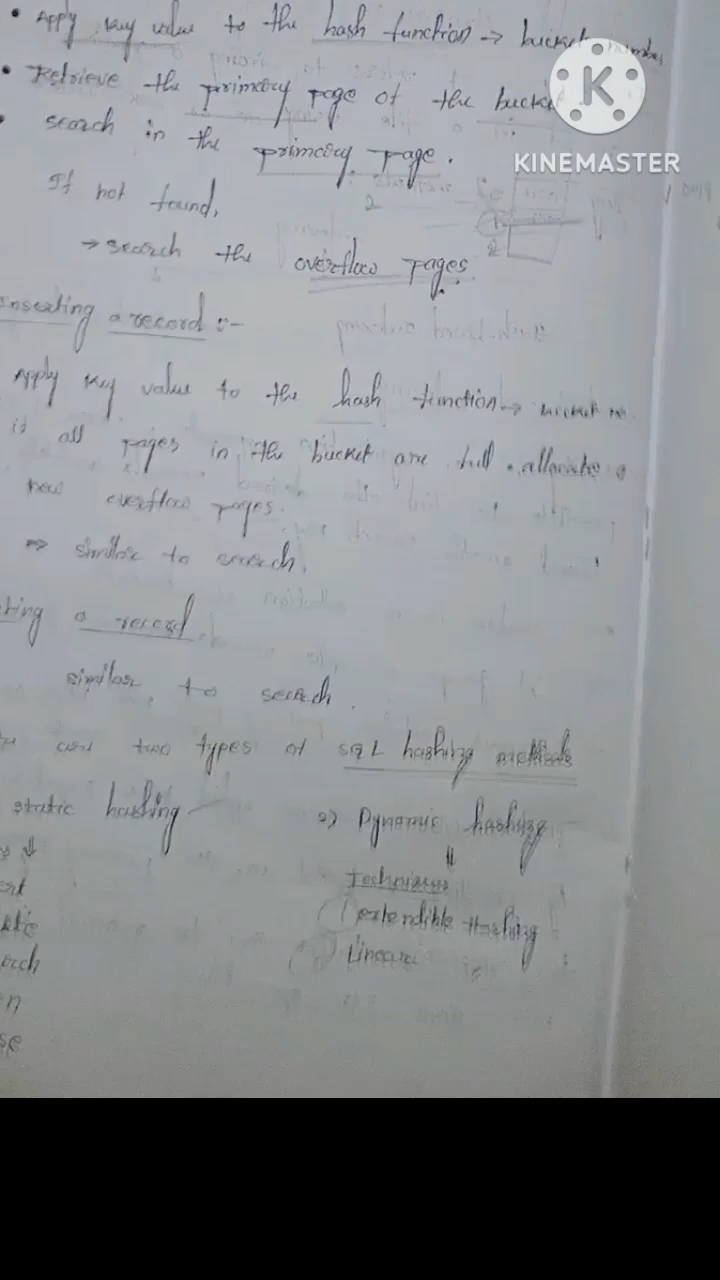 • Apply key value to the hash function → bucket number
• Retrieve the primary page of the bucket.
• search in the primary page.
If not found,
→ search the overflow pages.
KINEMASTER
Inserting a record :-
Apply key value to the hash function →
if all pages in the bucket are full. allocate a
new overflow pages.
⇒ similar to search.
ting a record.
similar to search.
two types of SQL hashing methods
static hashing
2) Dynamic hashing
⇓
1) extendible Hashing
Linear